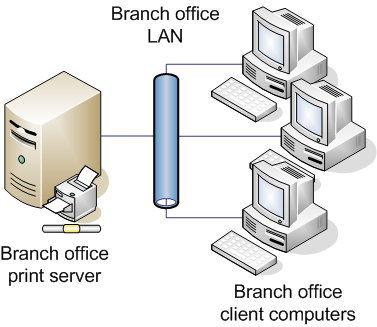 Branch office
LAN
Branch office
print server
Branch office
client computers